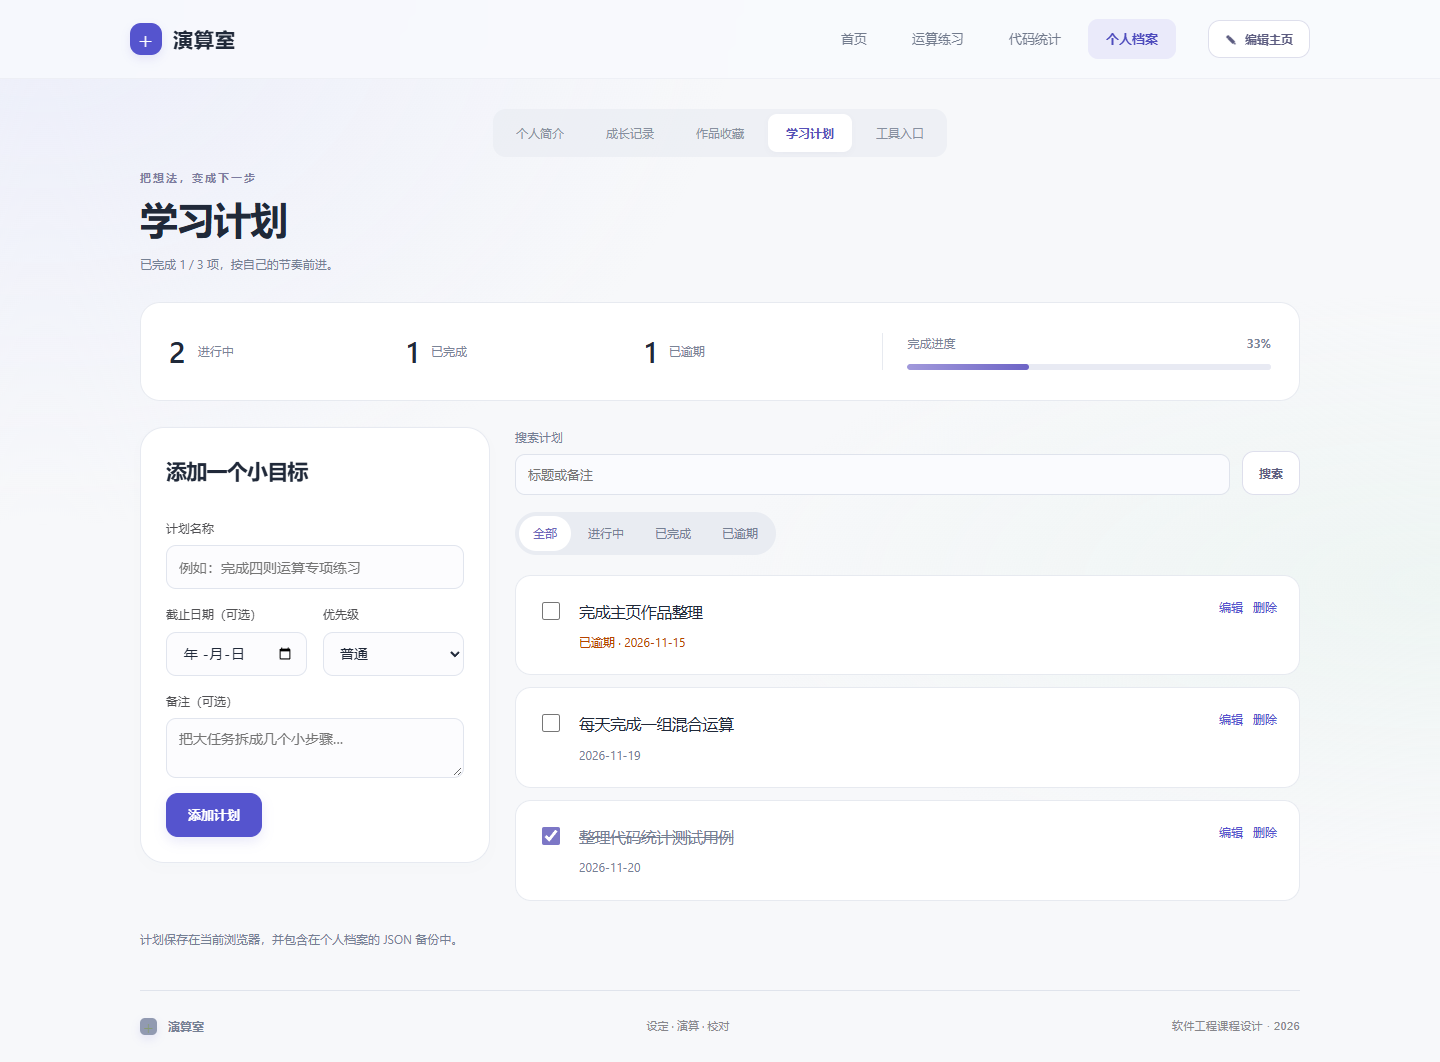 演算室
首页
运算练习
代码统计
个人档案
编辑主页
个人简介
成长记录
作品收藏
学习计划
工具入口
把想法，变成下一步
学习计划
已完成 1 / 3 项，按自己的节奏前进。
2 进行中
1 已完成
1 已逾期
完成进度 33%
添加一个小目标
计划名称
例如：完成四则运算专项练习
截止日期（可选）
优先级
年 -月-日
普通
备注（可选）
把大任务拆成几个小步骤...
添加计划
搜索计划
标题或备注
搜索
全部
进行中
已完成
已逾期
完成主页作品整理
编辑 删除
已逾期 · 2026-11-15
每天完成一组混合运算
编辑 删除
2026-11-19
整理代码统计测试用例
编辑 删除
2026-11-20
计划保存在当前浏览器，并包含在个人档案的 JSON 备份中。
演算室
设定 · 演算 · 校对
软件工程课程设计 · 2026